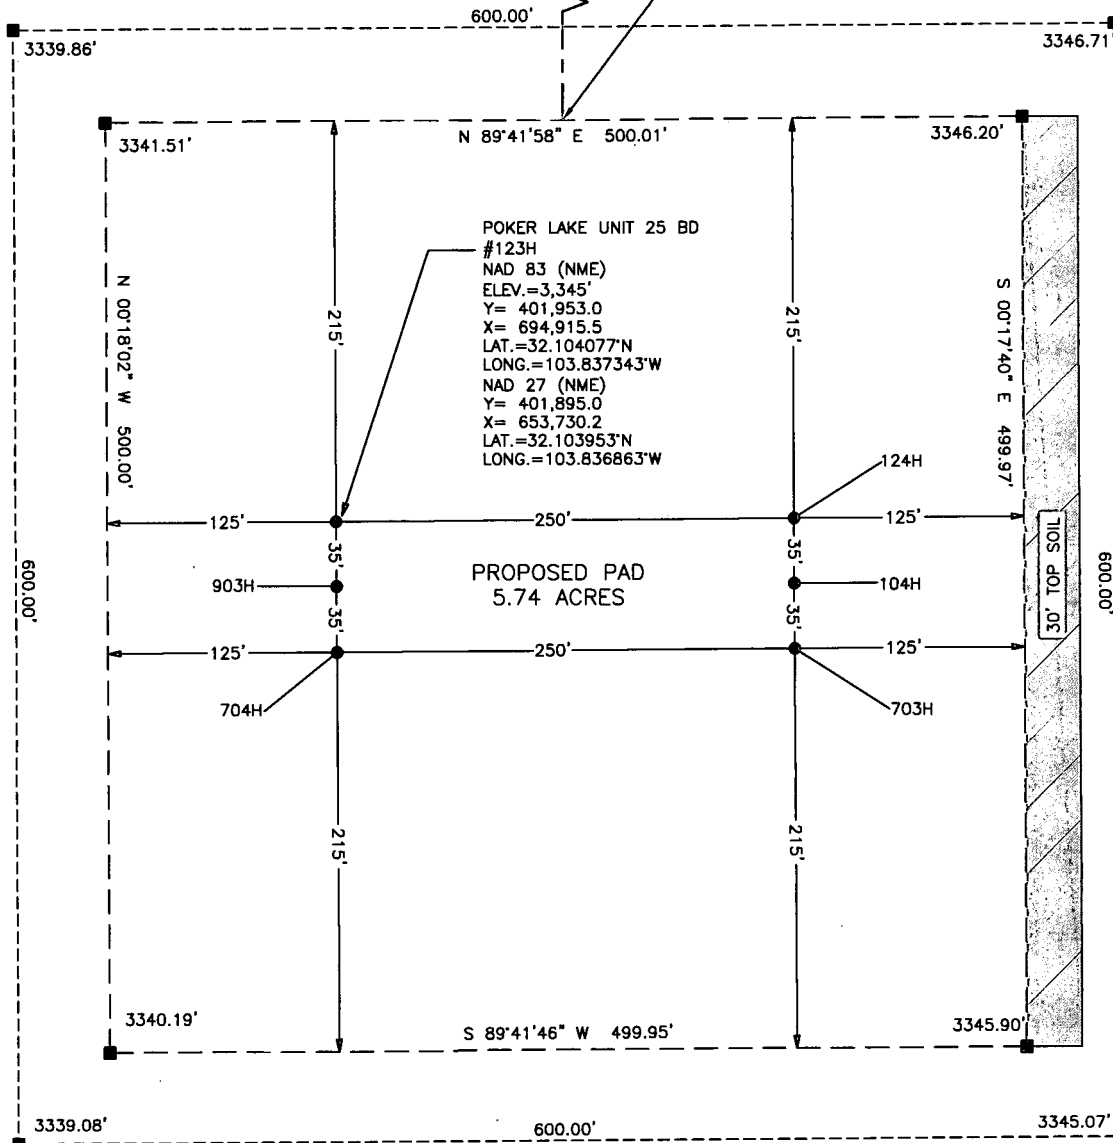 600.00'
3339.86'
3346.71'
3341.51'
N 89°41'58" E 500.01'
3346.20'
POKER LAKE UNIT 25 BD
#123H
NAD 83 (NME)
ELEV.=3,345'
Y= 401,953.0
X= 694,915.5
LAT.=32.104077°N
LONG.=103.837343°W
NAD 27 (NME)
Y= 401,895.0
X= 653,730.2
LAT.=32.103953°N
LONG.=103.836863°W
N 00°18'02" W 500.00'
215'
215'
S 00°17'40" E 499.97'
124H
125'
250'
125'
35'
35'
30' TOP SOIL
600.00'
600.00'
903H
PROPOSED PAD
5.74 ACRES
104H
35'
35'
125'
250'
125'
704H
703H
215'
215'
3340.19'
S 89°41'46" W 499.95'
3345.90'
3339.08'
600.00'
3345.07'